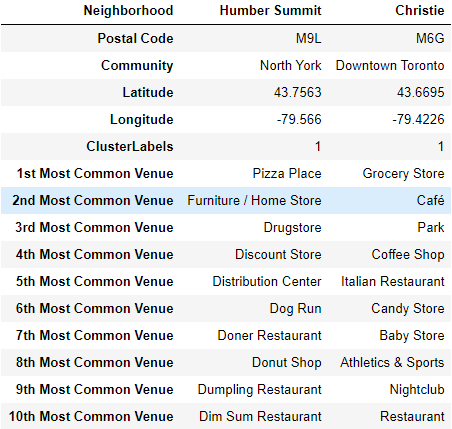 Neighborhood Humber Summit Christie
Postal Code M9L M6G
Community North York Downtown Toronto
Latitude 43.7563 43.6695
Longitude -79.566 -79.4226
ClusterLabels 1 1
1st Most Common Venue Pizza Place Grocery Store
2nd Most Common Venue Furniture / Home Store Café
3rd Most Common Venue Drugstore Park
4th Most Common Venue Discount Store Coffee Shop
5th Most Common Venue Distribution Center Italian Restaurant
6th Most Common Venue Dog Run Candy Store
7th Most Common Venue Doner Restaurant Baby Store
8th Most Common Venue Donut Shop Athletics & Sports
9th Most Common Venue Dumpling Restaurant Nightclub
10th Most Common Venue Dim Sum Restaurant Restaurant